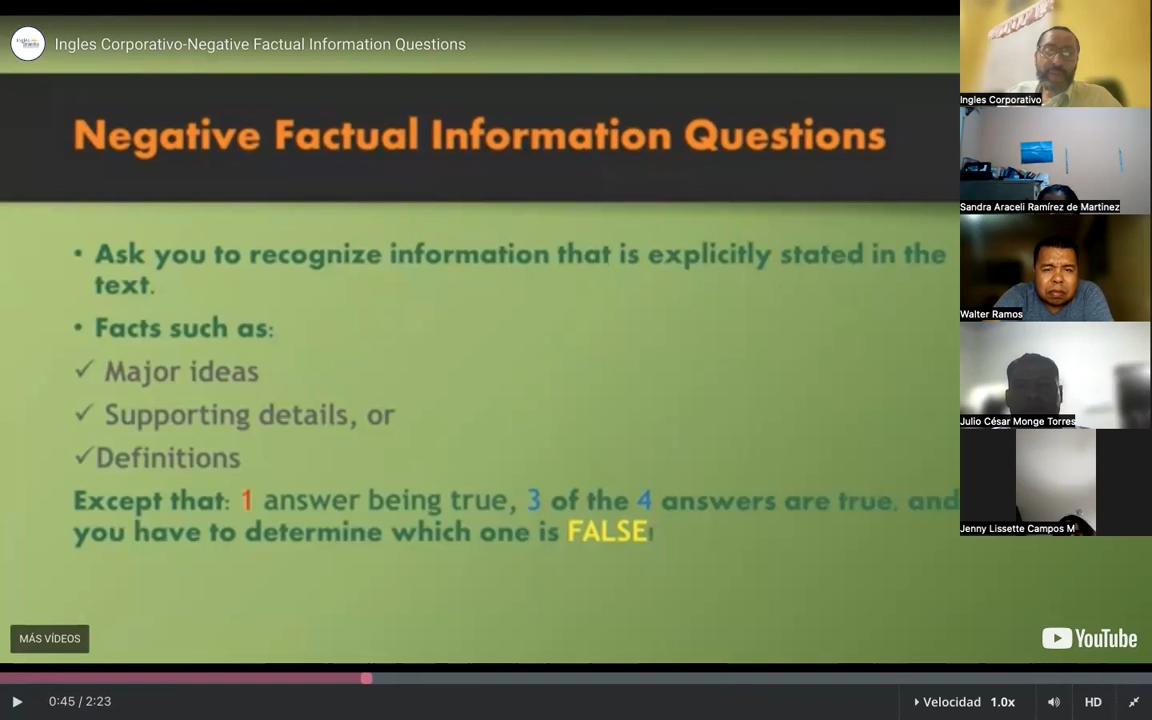 Ingles Corporativo-Negative Factual Information Questions
Negative Factual Information Questions
• Ask you to recognize information that is explicitly stated in the
text.
• Facts such as:
✓ Major ideas
✓ Supporting details, or
✓Definitions
Except that: 1 answer being true, 3 of the 4 answers are true, and
you have to determine which one is FALSE!
Ingles Corporativo
Sandra Araceli Ramírez de Martinez
Walter Ramos
Julio César Monge Torres
Jenny Lissette Campos M
MÁS VÍDEOS
YouTube
0:45 / 2:23
Velocidad 1.0x
HD